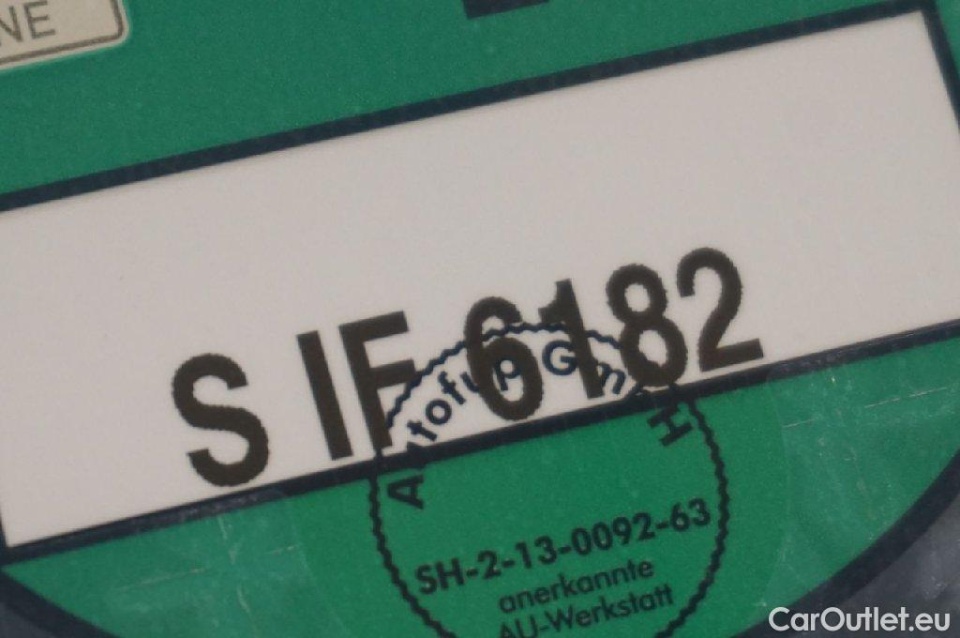 NE
S IF 6182
SH-2-13-0092-63
anerkannte
AU-Werkstatt
CarOutlet.eu